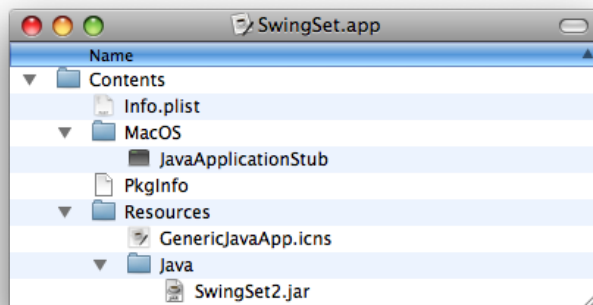 SwingSet.app
Name
Contents
Info.plist
MacOS
JavaApplicationStub
PkgInfo
Resources
GenericJavaApp.icns
Java
SwingSet2.jar